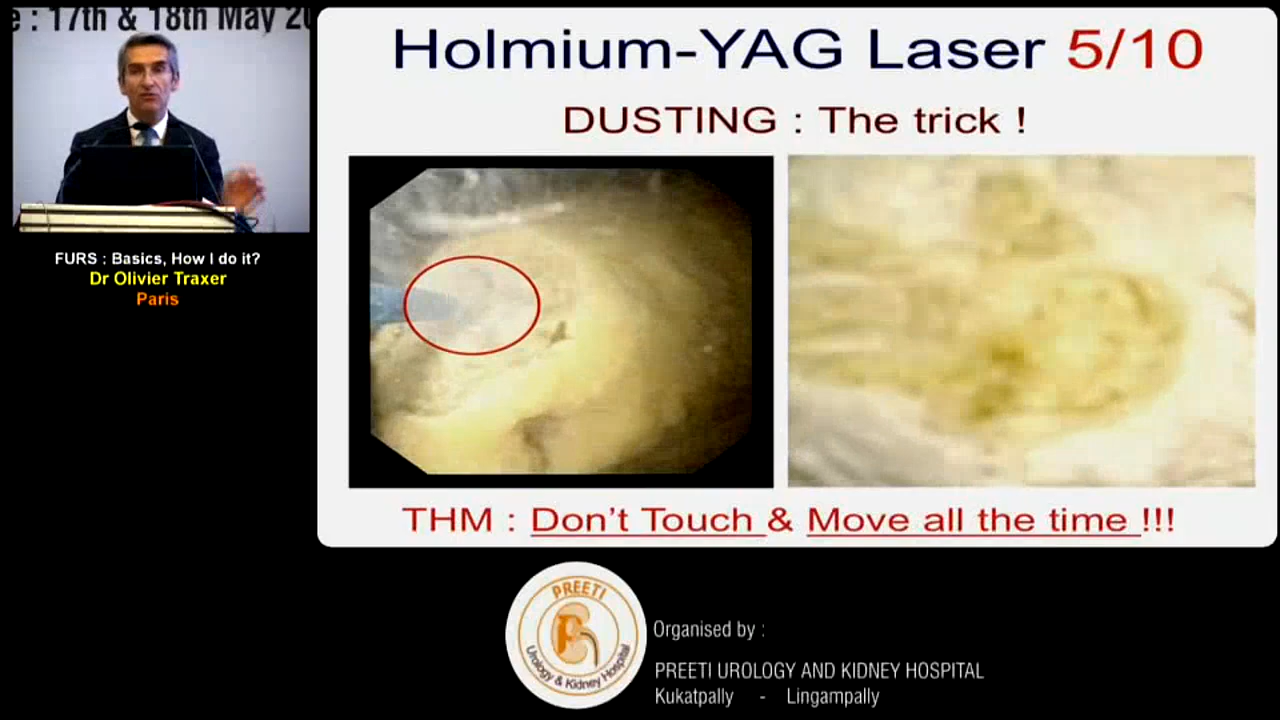 e : 17th & 18th May 20
FURS : Basics, How I do it?
Dr Olivier Traxer
Paris
Holmium-YAG Laser 5/10
DUSTING : The trick !
THM : Don't Touch & Move all the time !!!
PREETI
Urology & Kidney Hospital
Organised by :
PREETI UROLOGY AND KIDNEY HOSPITAL
Kukatpally - Lingampally